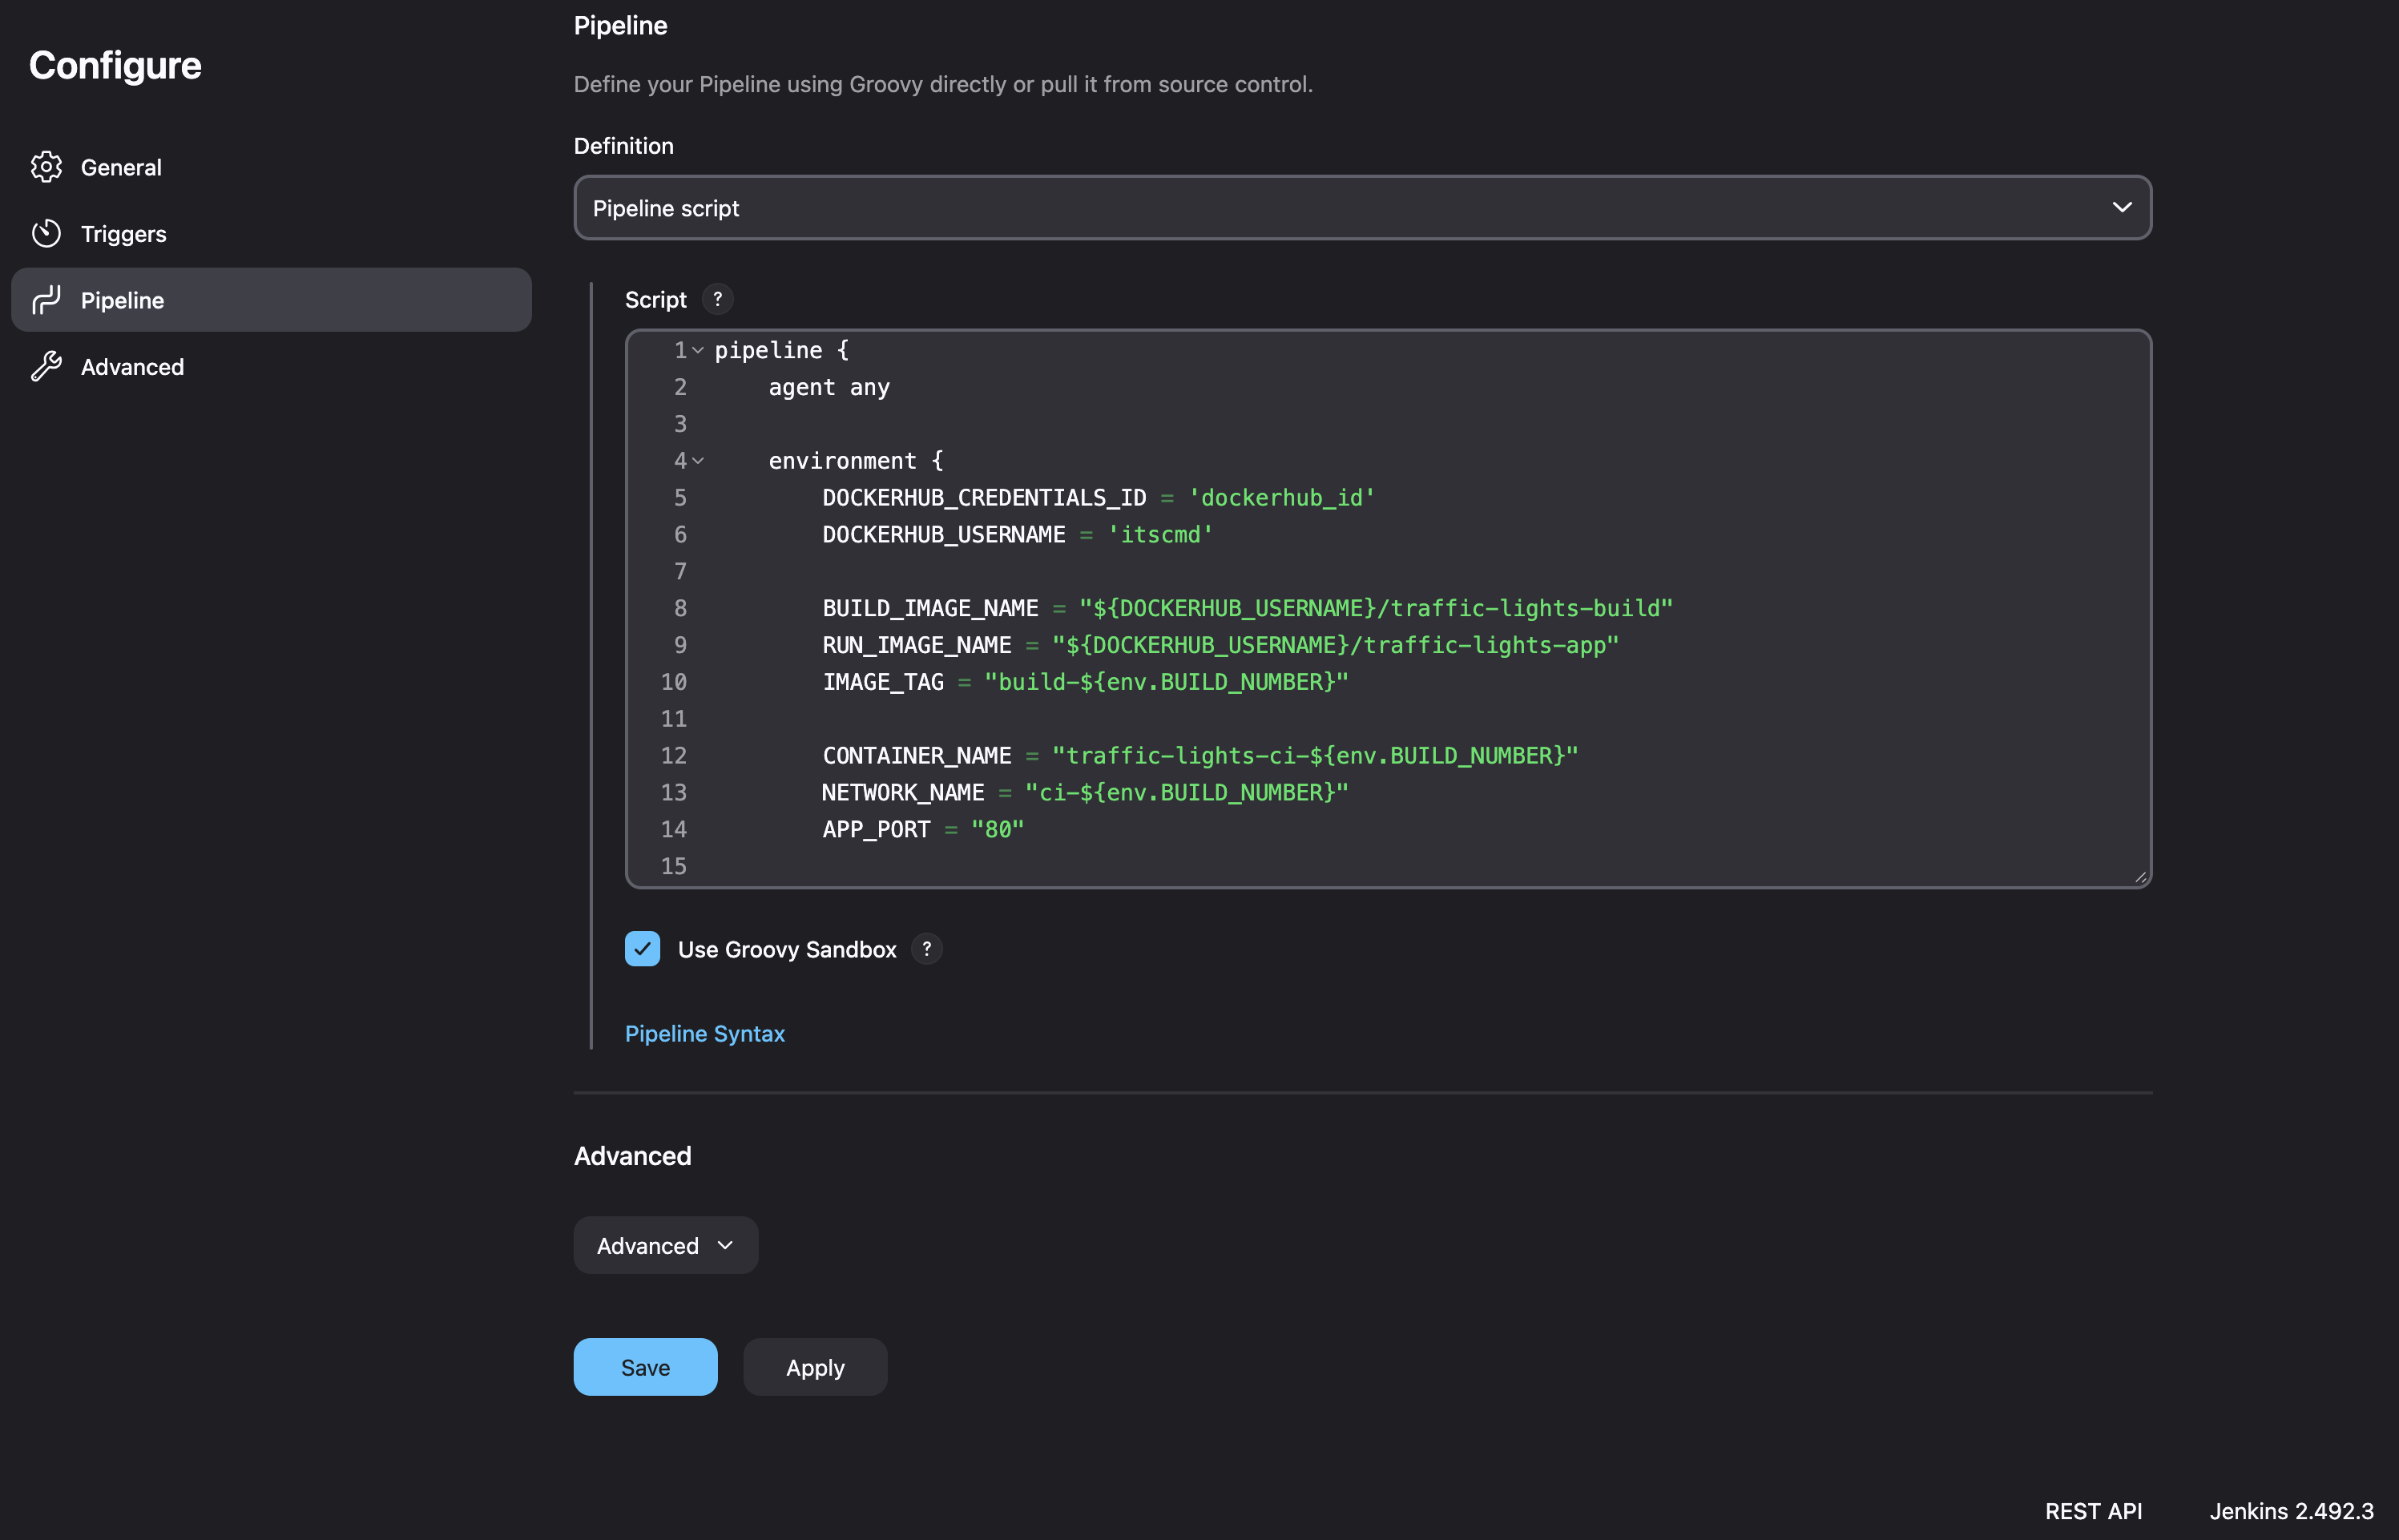 Configure
General
Triggers
Pipeline
Advanced
Pipeline
Define your Pipeline using Groovy directly or pull it from source control.
Definition
Pipeline script
Script ?
1 pipeline {
2     agent any
3
4     environment {
5         DOCKERHUB_CREDENTIALS_ID = 'dockerhub_id'
6         DOCKERHUB_USERNAME = 'itscmd'
7
8         BUILD_IMAGE_NAME = "${DOCKERHUB_USERNAME}/traffic-lights-build"
9         RUN_IMAGE_NAME = "${DOCKERHUB_USERNAME}/traffic-lights-app"
10         IMAGE_TAG = "build-${env.BUILD_NUMBER}"
11
12         CONTAINER_NAME = "traffic-lights-ci-${env.BUILD_NUMBER}"
13         NETWORK_NAME = "ci-${env.BUILD_NUMBER}"
14         APP_PORT = "80"
15
Use Groovy Sandbox ?
Pipeline Syntax
Advanced
Advanced
Save Apply
REST API Jenkins 2.492.3